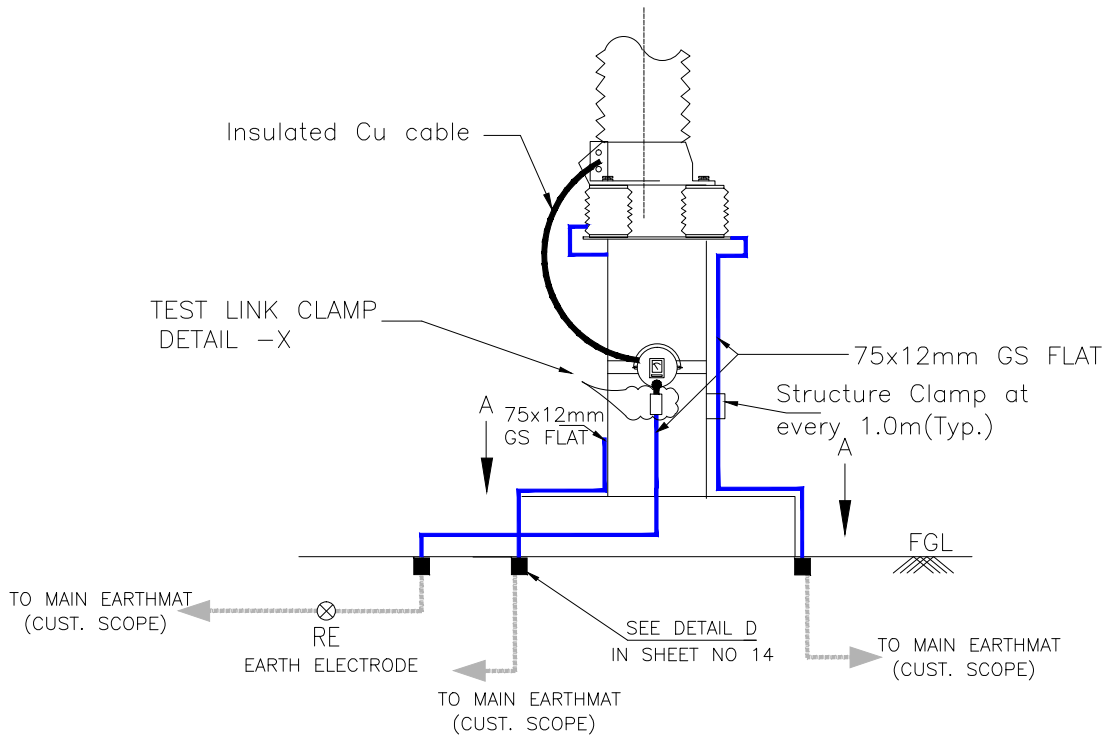 Insulated Cu cable
TEST LINK CLAMP
DETAIL -X
75x12mm GS FLAT
Structure Clamp at
every 1.0m(Typ.)
A
75x12mm
GS FLAT
A
FGL
TO MAIN EARTHMAT
(CUST. SCOPE)
RE
EARTH ELECTRODE
SEE DETAIL D
IN SHEET NO 14
TO MAIN EARTHMAT
(CUST. SCOPE)
TO MAIN EARTHMAT
(CUST. SCOPE)